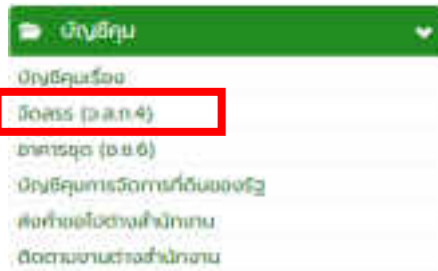 บัญชีคุม
บัญชีคุมเรื่อง
จัดสรร (จ.ส.ก.4)
อาคารชุด (อ.ช.6)
บัญชีคุมการจัดการที่ดินของรัฐ
ส่งคำขอไปต่างสำนักงาน
ติดตามงานต่างสำนักงาน